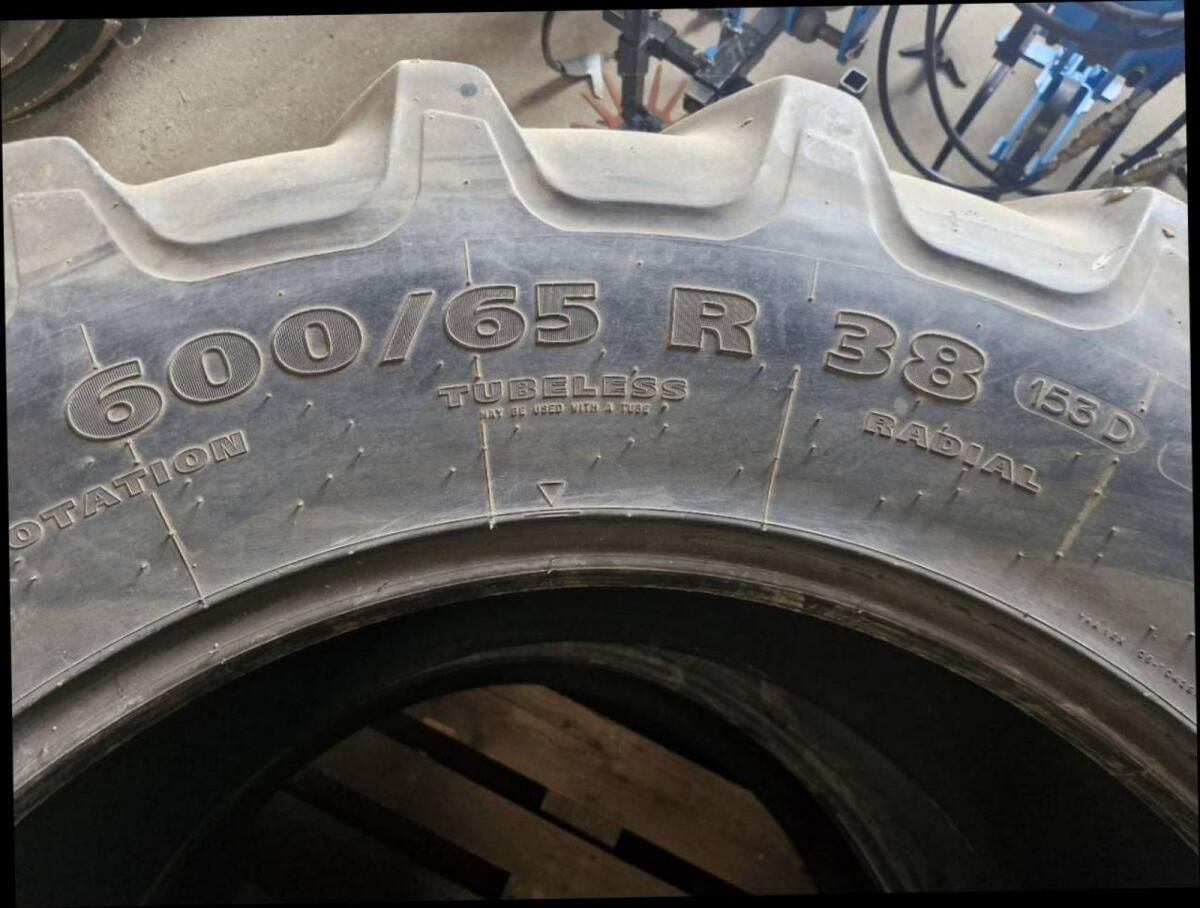 600/65 R 38
TUBELESS
MAY BE USED WITH A TUBE
RADIAL
153 D
OTATION